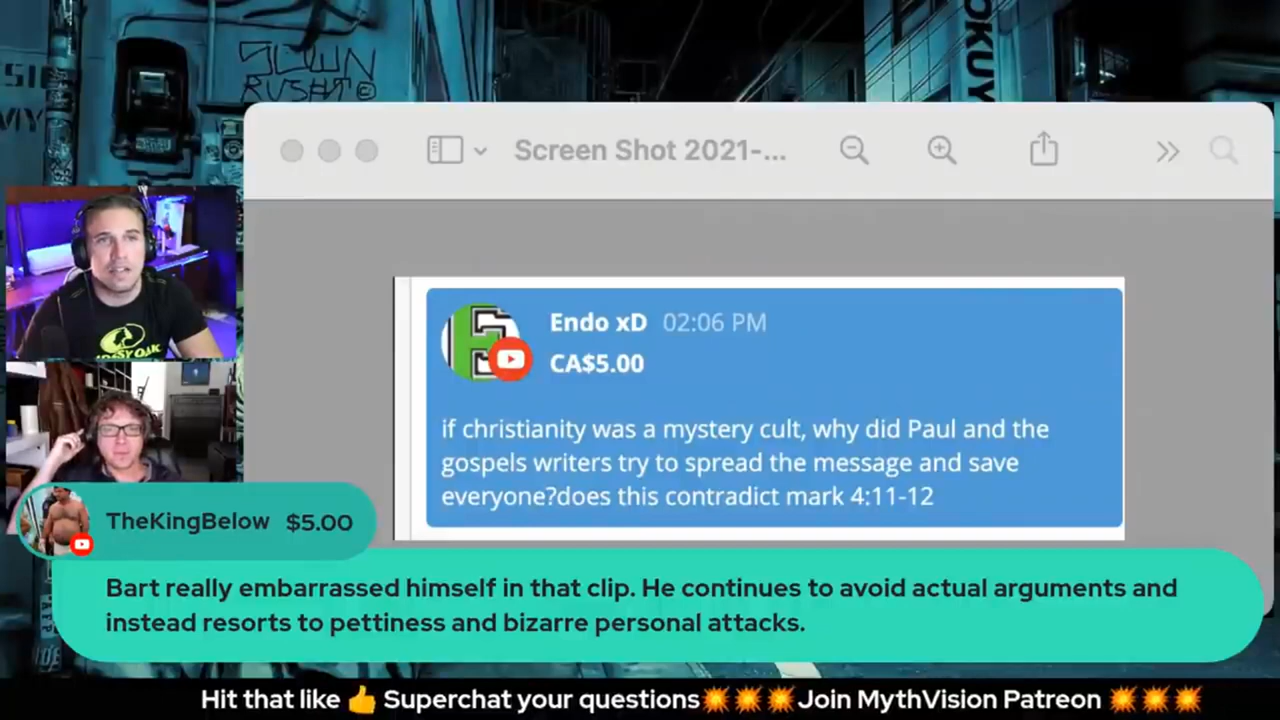 Screen Shot 2021-...
Endo xD 02:06 PM
CA$5.00
if christianity was a mystery cult, why did Paul and the
gospels writers try to spread the message and save
everyone?does this contradict mark 4:11-12
TheKingBelow $5.00
Bart really embarrassed himself in that clip. He continues to avoid actual arguments and
instead resorts to pettiness and bizarre personal attacks.
Hit that like 👍 Superchat your questions💥💥💥Join MythVision Patreon 💥💥💥